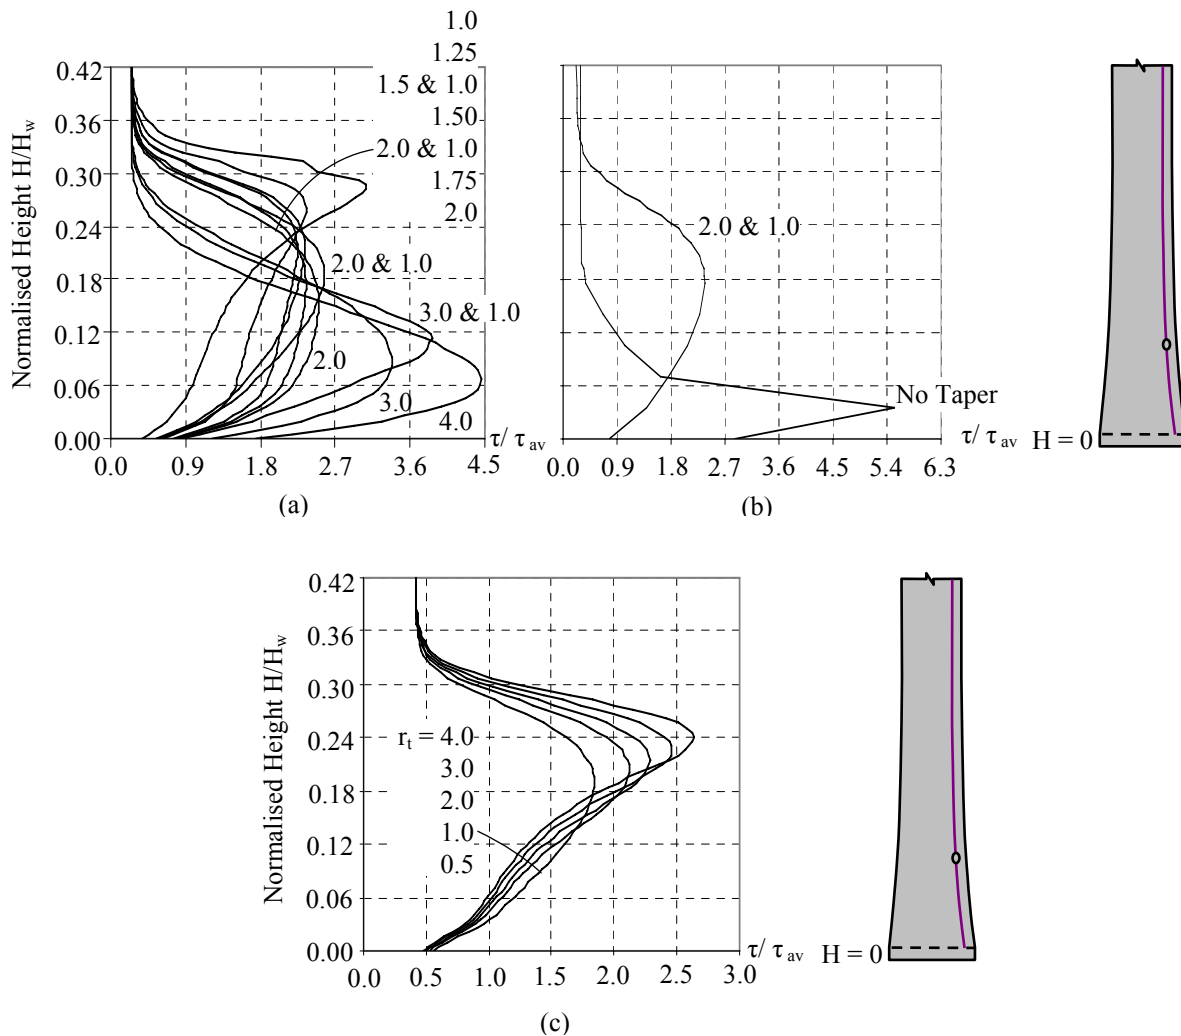 1.0
1.25
1.5 & 1.0
1.50
2.0 & 1.0
1.75
2.0
2.0 & 1.0
3.0 & 1.0
2.0
3.0
4.0
Normalised Height H/H_w
0.42
0.36
0.30
0.24
0.18
0.12
0.06
0.00
0.0 0.9 1.8 2.7 3.6 4.5
τ/ τ_av
(a)
2.0 & 1.0
No Taper
τ/ τ_av
0.0 0.9 1.8 2.7 3.6 4.5 5.4 6.3
(b)
H = 0
Normalised Height H/H_w
0.42
0.36
0.30
0.24
0.18
0.12
0.06
0.00
r_t = 4.0
3.0
2.0
1.0
0.5
τ/ τ_av
0.0 0.5 1.0 1.5 2.0 2.5 3.0
(c)
H = 0